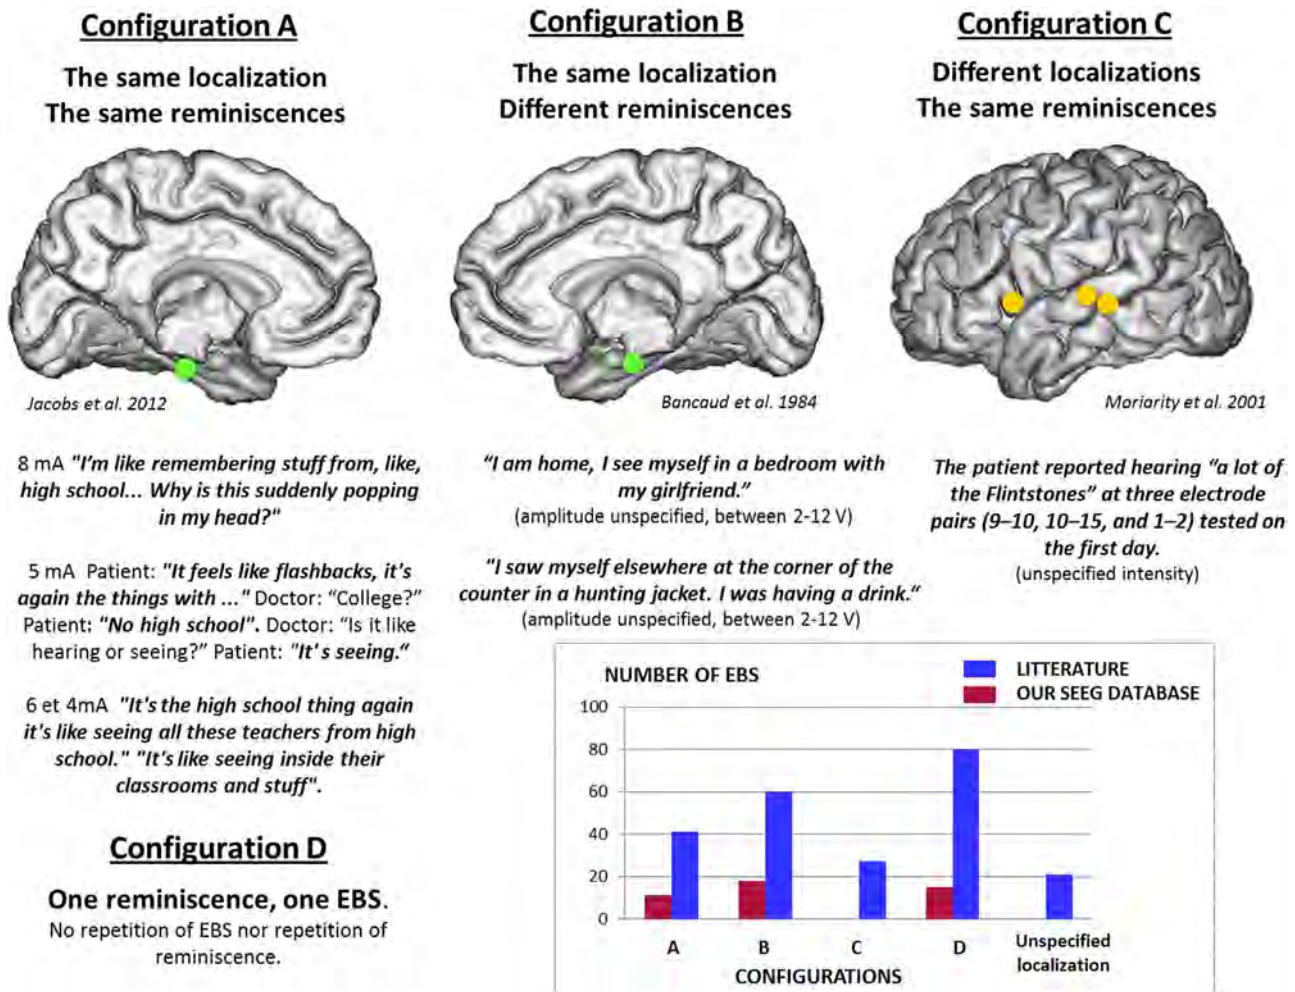 Configuration A
The same localization
The same reminiscences
Jacobs et al. 2012
8 mA "I'm like remembering stuff from, like,
high school... Why is this suddenly popping
in my head?"
5 mA Patient: "It feels like flashbacks, it's
again the things with ..." Doctor: “College?”
Patient: "No high school". Doctor: “Is it like
hearing or seeing?” Patient: "It's seeing.“
6 et 4mA "It's the high school thing again
it's like seeing all these teachers from high
school." "It's like seeing inside their
classrooms and stuff".
Configuration D
One reminiscence, one EBS.
No repetition of EBS nor repetition of
reminiscence.
Configuration B
The same localization
Different reminiscences
Bancaud et al. 1984
“I am home, I see myself in a bedroom with
my girlfriend.”
(amplitude unspecified, between 2-12 V)
"I saw myself elsewhere at the corner of the
counter in a hunting jacket. I was having a drink.“
(amplitude unspecified, between 2-12 V)
Configuration C
Different localizations
The same reminiscences
Moriarity et al. 2001
The patient reported hearing “a lot of
the Flintstones” at three electrode
pairs (9–10, 10–15, and 1–2) tested on
the first day.
(unspecified intensity)
NUMBER OF EBS
LITTERATURE
OUR SEEG DATABASE
100
80
60
40
20
0
A B C D Unspecified
localization
CONFIGURATIONS